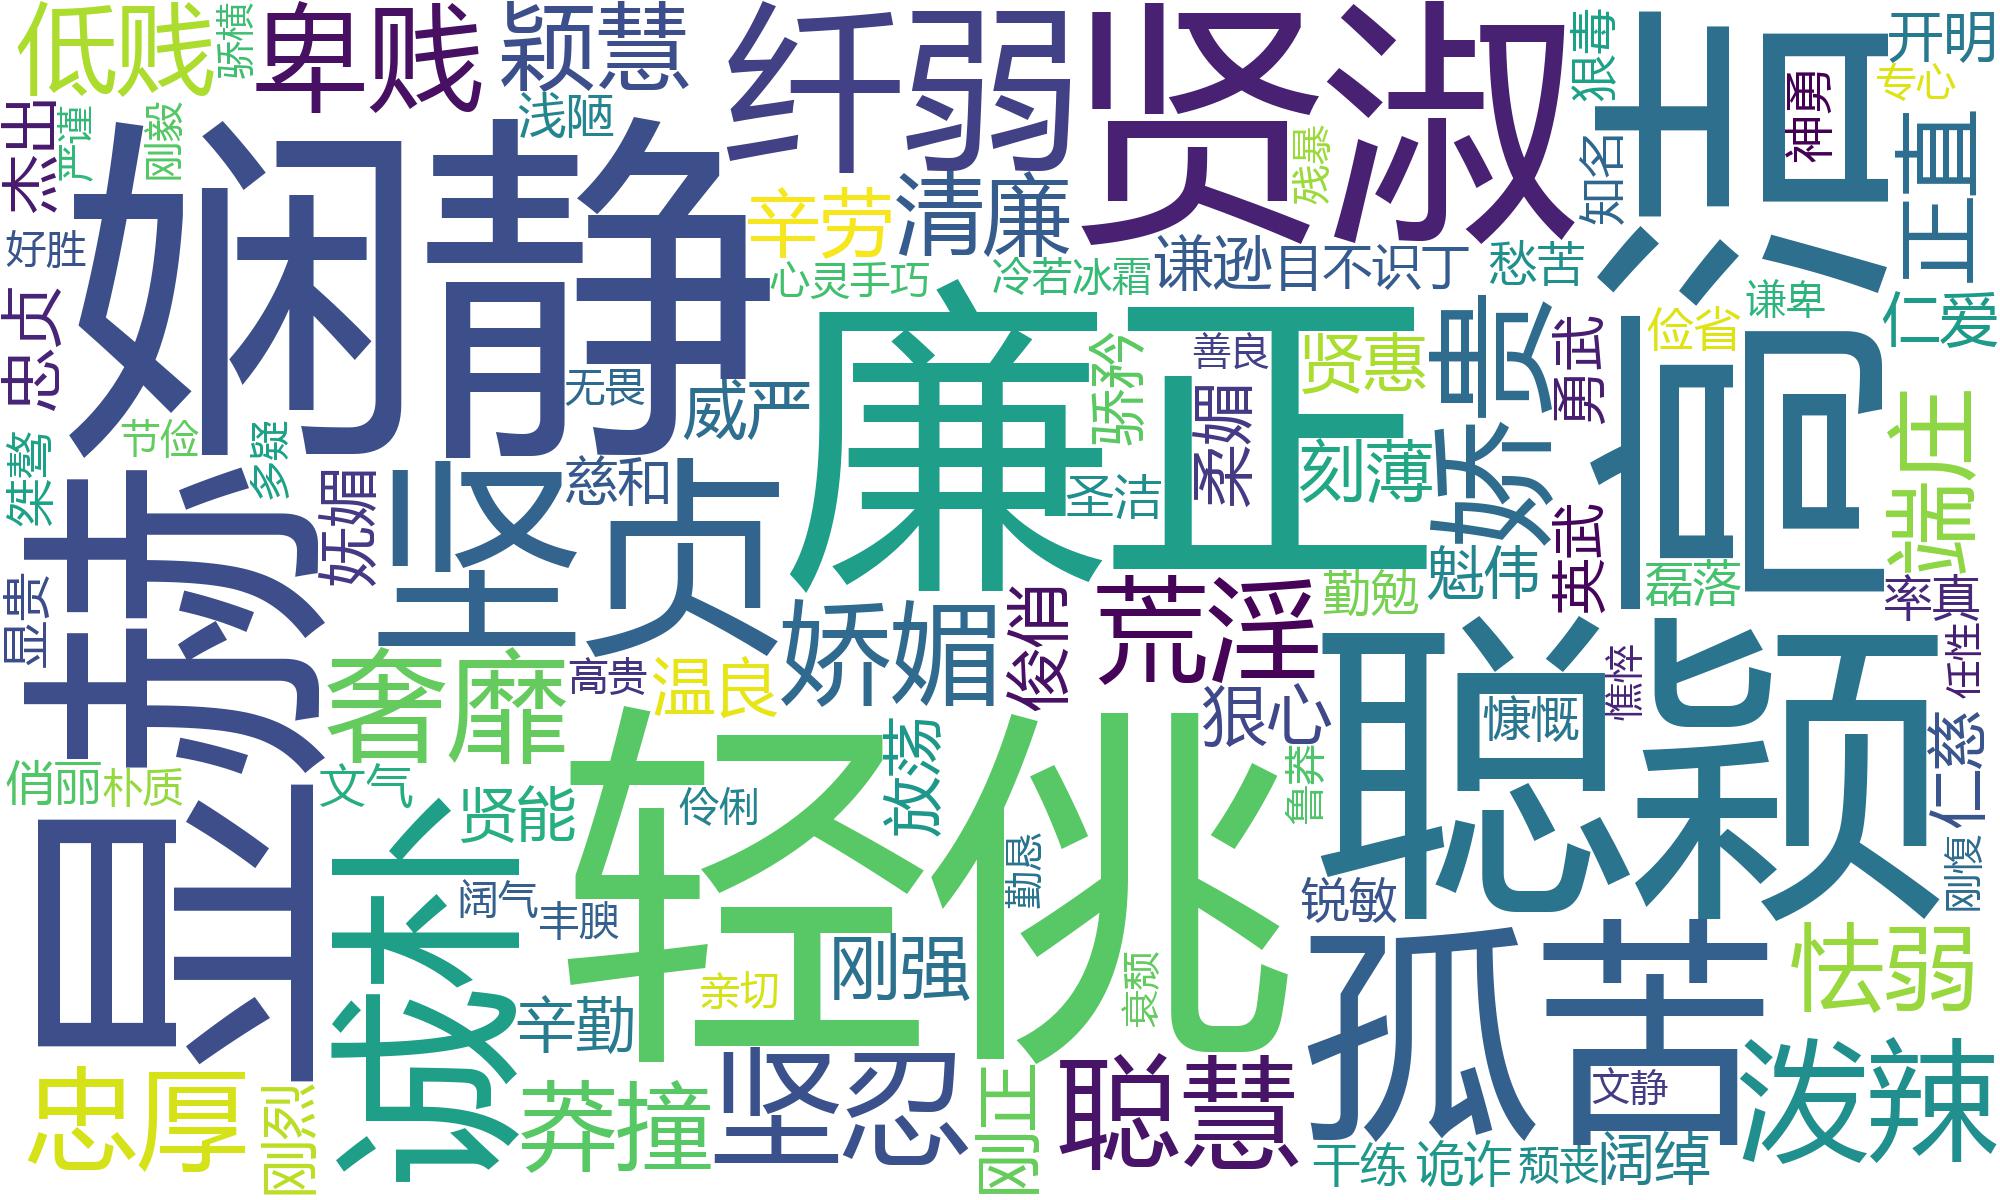 低贱
骄横
卑贱
颖慧
纤弱
贤淑
狠毒
高洁
神勇
开明
专心
杰出
严谨
刚毅
浅陋
残暴
知名
正直
娴静
辛劳
清廉
好胜
心灵手巧
冷若冰霜
谦逊
目不识丁
愁苦
俭省
谦卑
仁爱
忠贞
廉正
骄矜
善良
贤惠
娇贵
勇武
无畏
威严
柔媚
端庄
节俭
多疑
桀骜
妩媚
坚贞
慈和
圣洁
刻薄
英武
显赫
显贵
魁伟
勤勉
磊落
率真
荒淫
俊俏
娇媚
奢靡
高贵
温良
聪颖
慷慨
憔悴
任性
狠心
俏丽
朴质
文气
贤能
伶俐
轻佻
放荡
鲁莽
仁慈
刚愎
诚朴
阔气
丰腴
勤恳
锐敏
孤苦
怯弱
刚强
亲切
衰颓
辛勤
忠厚
刚烈
莽撞
坚忍
刚正
聪慧
文静
泼辣
干练
诡诈
颓丧
阔绰